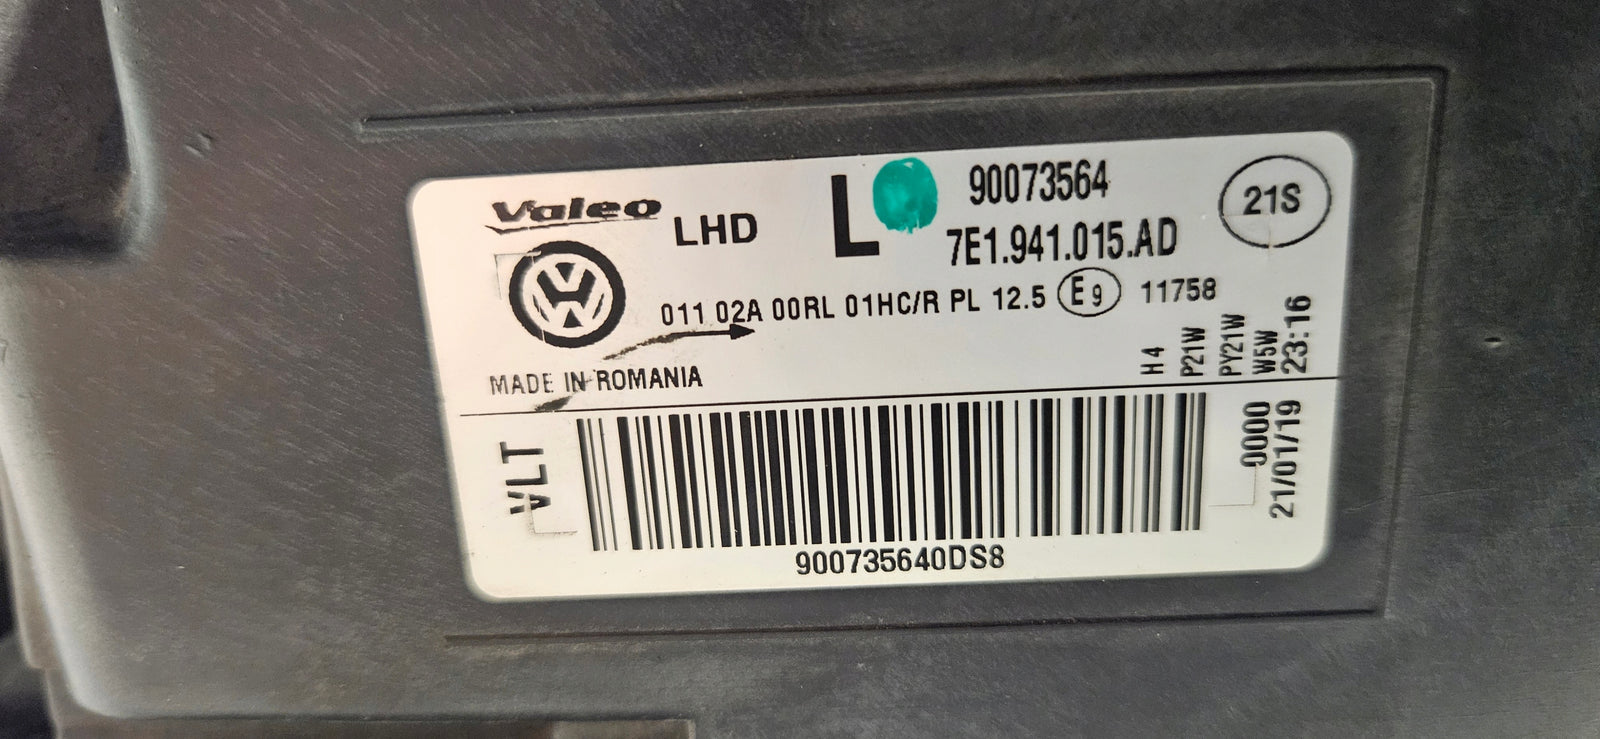 Valeo
LHD
L
90073564
7E1.941.015.AD
21S
011 02A 00RL 01HC/R PL 12.5 E9 11758
MADE IN ROMANIA
H4
P21W
PY21W
W5W
23:16
VLT
0000
21/01/19
900735640DS8